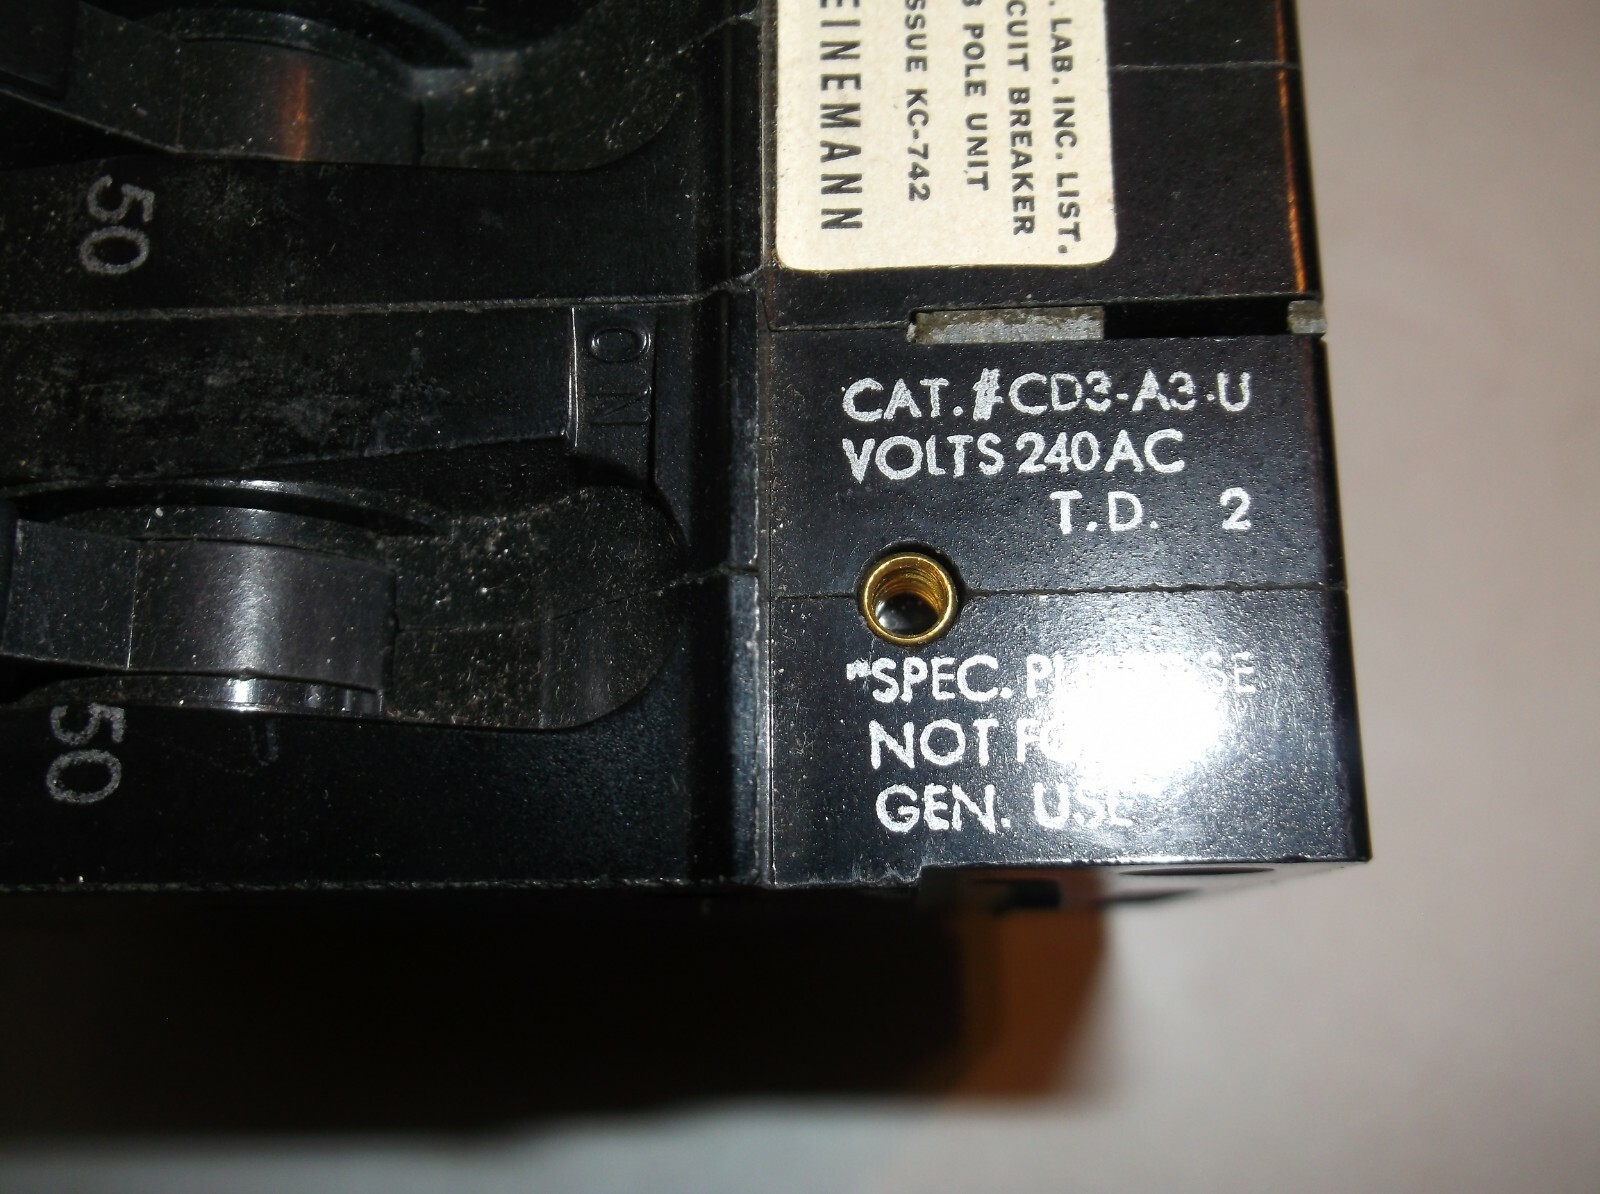 . LAB. INC. LIST.
CUIT BREAKER
3 POLE UNIT
SSUE KC-742
EINEMANN
50
ON
50
CAT. #CD3-A3-U
VOLTS 240 AC
T.D. 2
"SPEC.
NOT
GEN. USE"